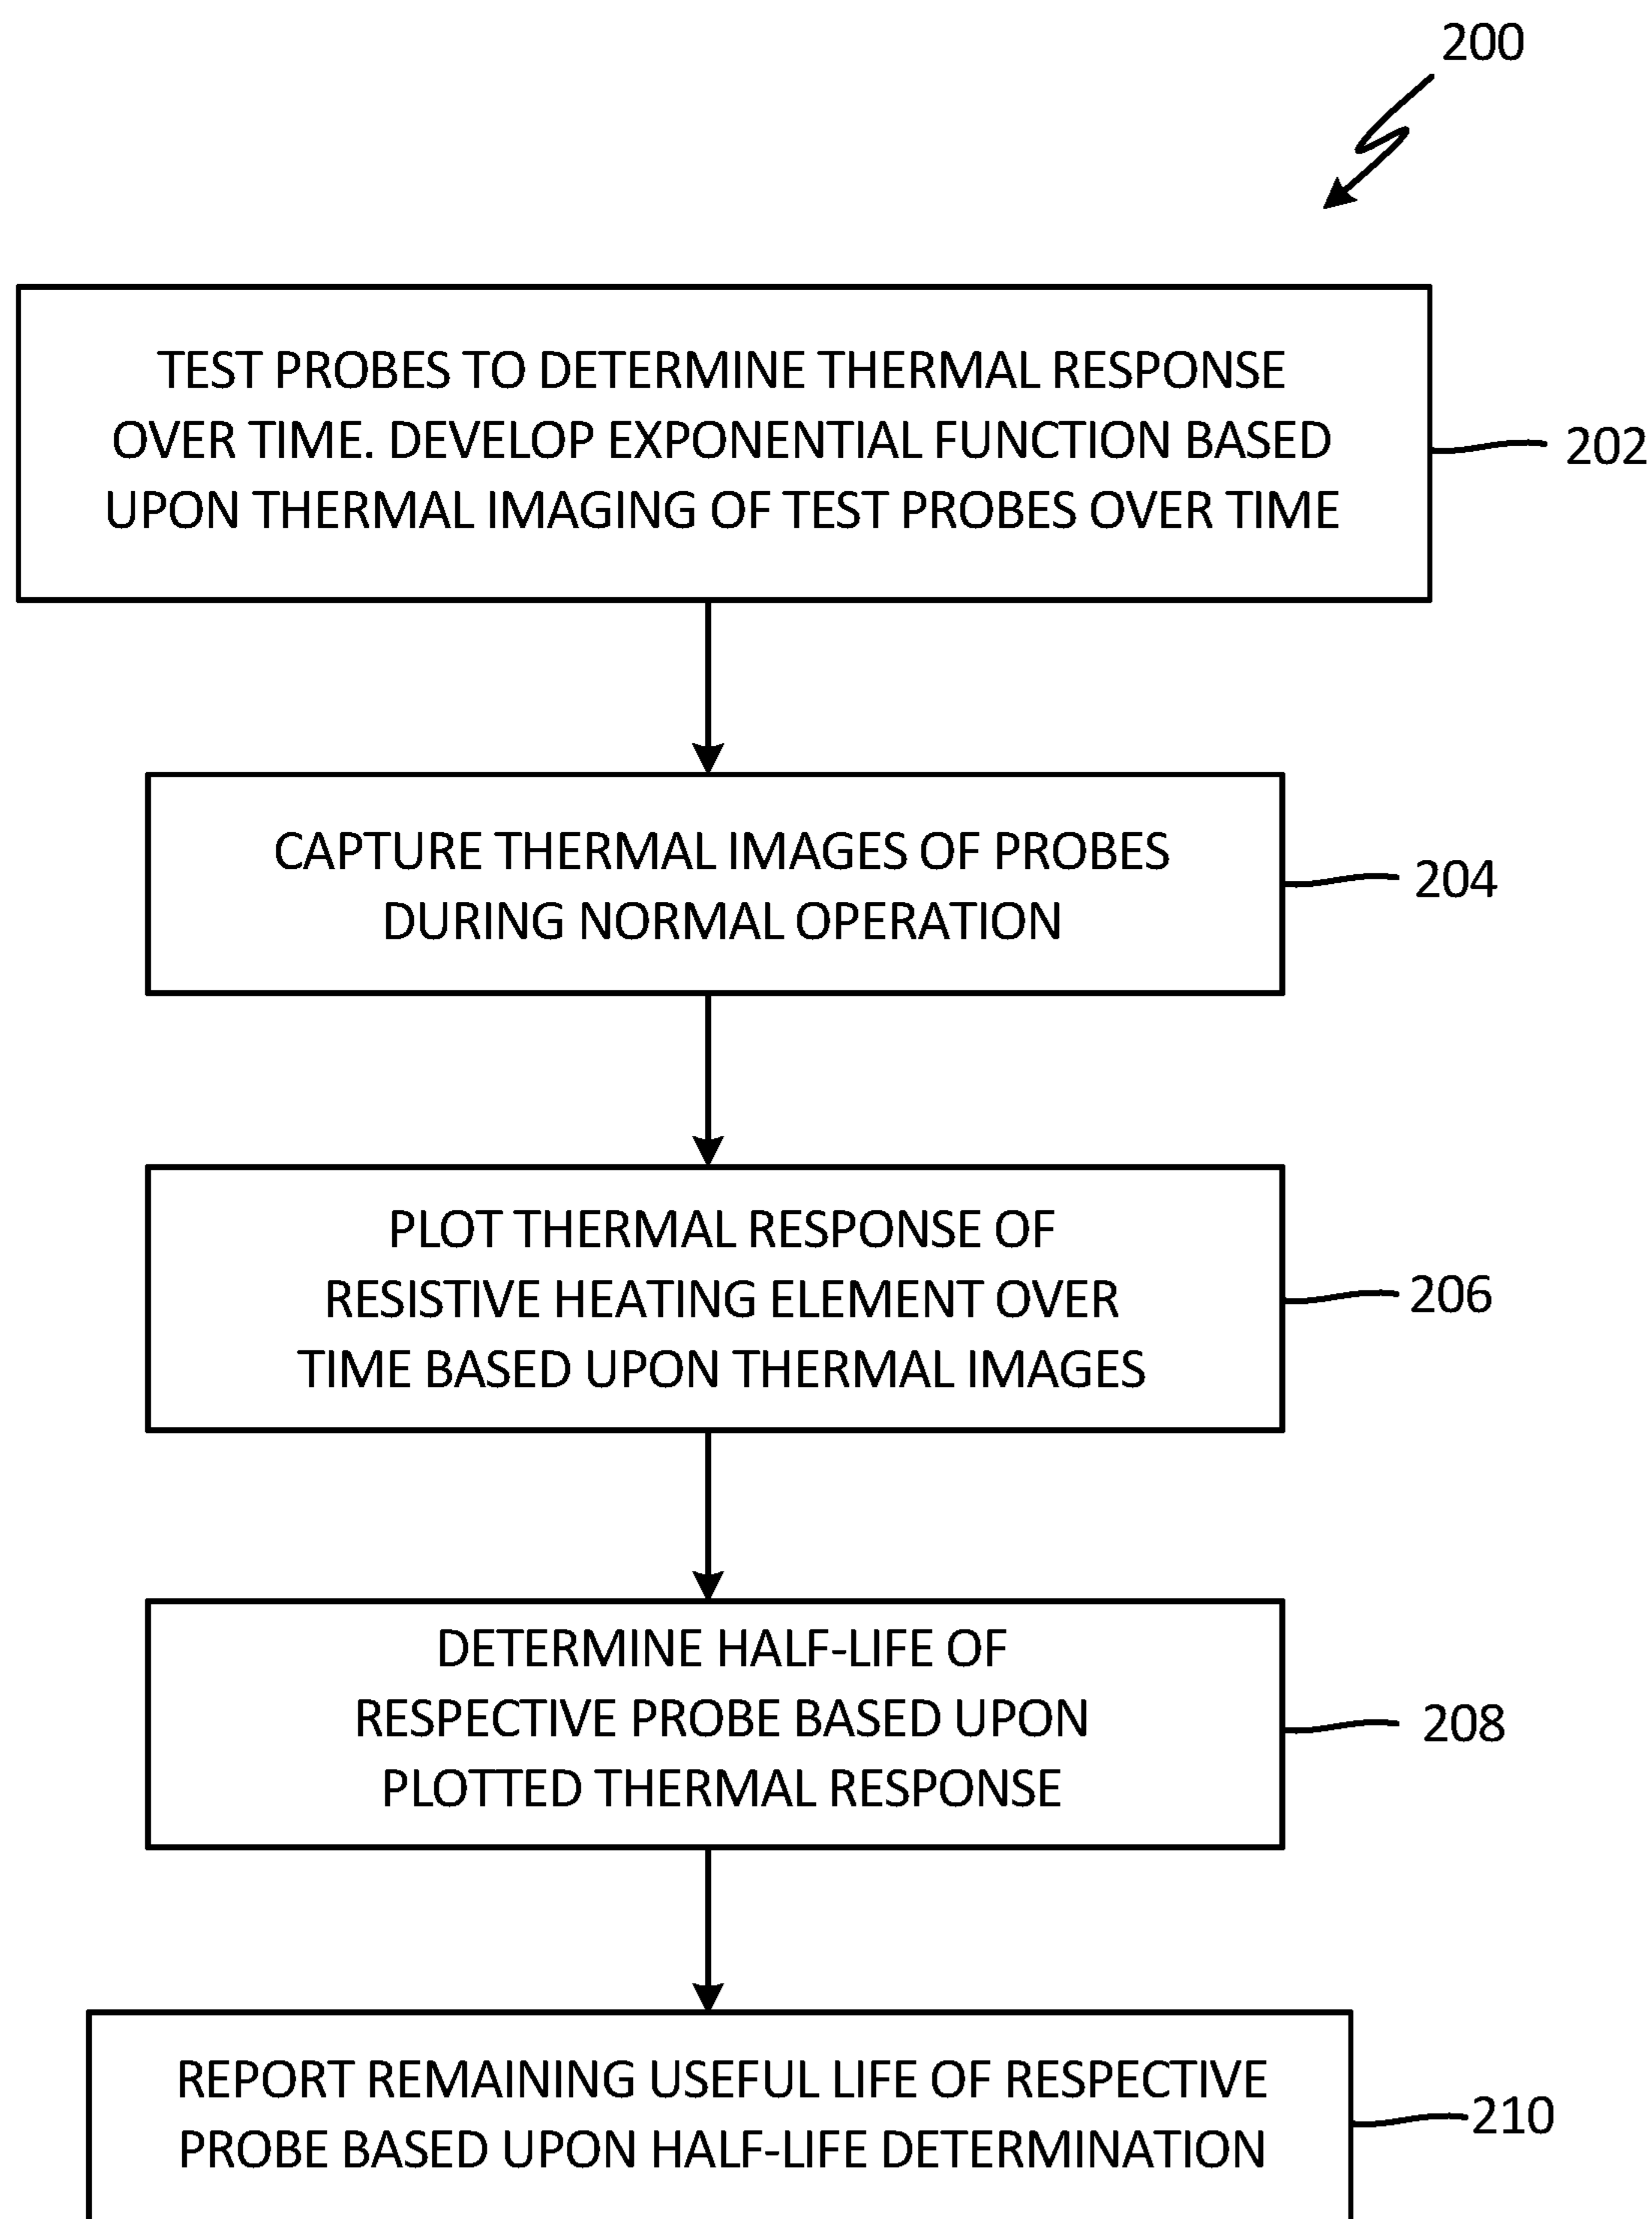 200
TEST PROBES TO DETERMINE THERMAL RESPONSE
OVER TIME. DEVELOP EXPONENTIAL FUNCTION BASED
UPON THERMAL IMAGING OF TEST PROBES OVER TIME
202
CAPTURE THERMAL IMAGES OF PROBES
DURING NORMAL OPERATION
204
PLOT THERMAL RESPONSE OF
RESISTIVE HEATING ELEMENT OVER
TIME BASED UPON THERMAL IMAGES
206
DETERMINE HALF-LIFE OF
RESPECTIVE PROBE BASED UPON
PLOTTED THERMAL RESPONSE
208
REPORT REMAINING USEFUL LIFE OF RESPECTIVE
PROBE BASED UPON HALF-LIFE DETERMINATION
210